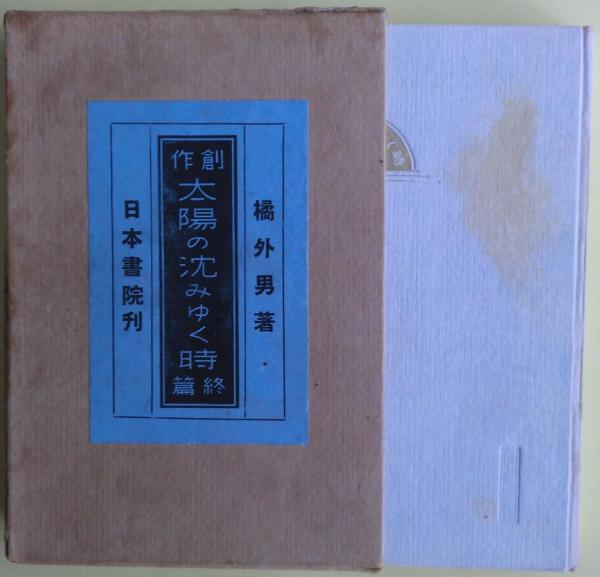 橘外男著
創作
太陽の沈みゆく時
終篇
日本書院刋